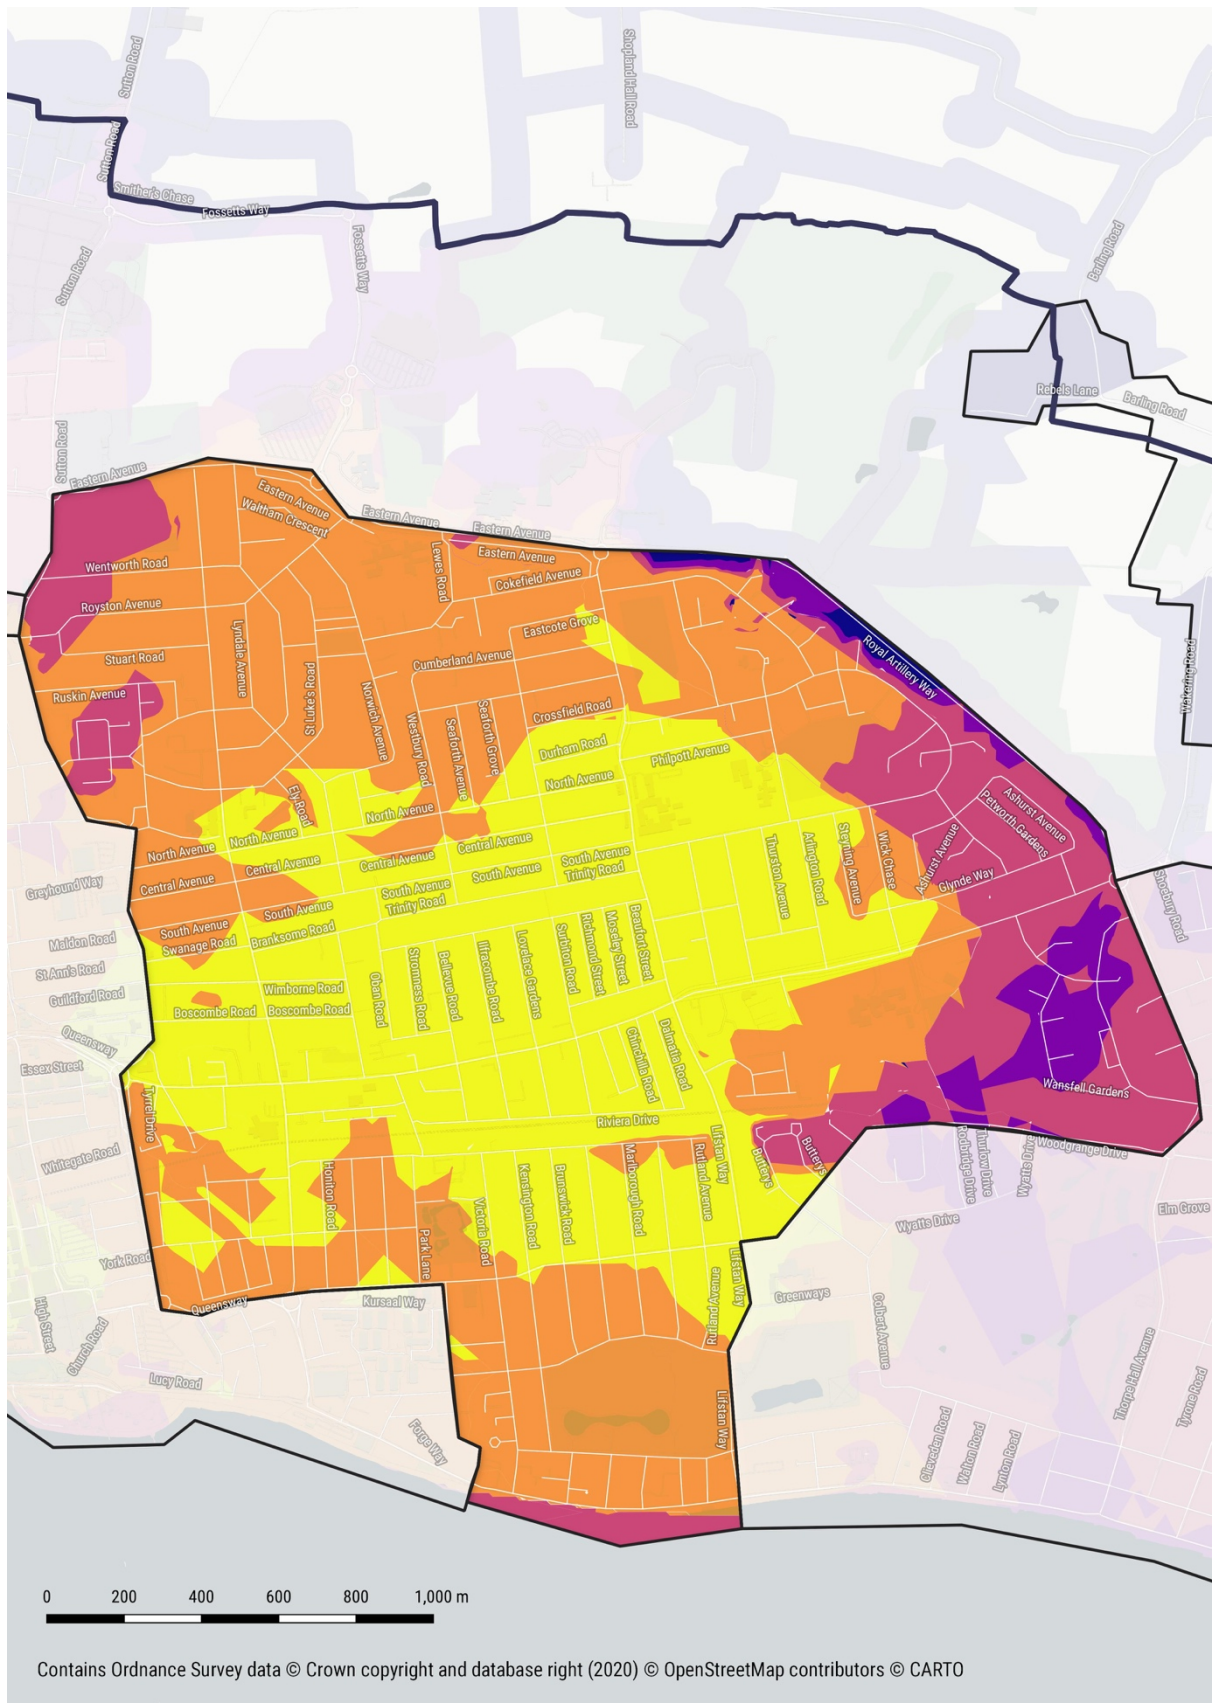 Sutton Road
Shopland Hall Road
Sutton Road
Smither's Chase
Fossetts Way
Fossetts Way
Sutton Road
Barling Road
Rebels Lane
Barling Road
Sutton Road
Eastern Avenue
Eastern Avenue
Waltham Crescent
Eastern Avenue
Eastern Avenue
Eastern Avenue
Lewes Road
Cokefield Avenue
Wentworth Road
Royston Avenue
Eastcote Grove
Lyndale Avenue
Stuart Road
Cumberland Avenue
St Luke's Road
Ruskin Avenue
Norwich Avenue
Westbury Road
Seaforth Avenue
Seaforth Grove
Crossfield Road
Durham Road
North Avenue
Philpott Avenue
Royal Artillery Way
Wakering Road
Ely Road
North Avenue
North Avenue
North Avenue
Central Avenue
Central Avenue
Central Avenue
Central Avenue
South Avenue
South Avenue
South Avenue
South Avenue
South Avenue
Trinity Road
Trinity Road
Swanage Road
Branksome Road
Thurston Avenue
Arlington Road
Steyning Avenue
Wick Chase
Ashurst Avenue
Ashurst Avenue
Petworth Gardens
Glynde Way
Shoebury Road
Greyhound Way
Maldon Road
St Ann's Road
Guildford Road
Queensway
Essex Street
Wimborne Road
Boscombe Road
Boscombe Road
Oban Road
Stromness Road
Bellevue Road
Ilfracombe Road
Lovelace Gardens
Surbiton Road
Richmond Street
Moseley Street
Beaufort Street
Chinchilla Road
Dalmatia Road
Tyrrel Drive
Riviera Drive
Wansfell Gardens
Whitegate Road
Lifstan Way
Butterys
Butterys
Rodbridge Drive
Thurlow Drive
Wyatts Drive
Woodgrange Drive
Honiton Road
Park Lane
Victoria Road
Kensington Road
Brunswick Road
Marlborough Road
Rutland Avenue
Wyatts Drive
Elm Grove
York Road
Queensway
Kursaal Way
Lifstan Way
Rutland Avenue
Greenways
Colbert Avenue
High Street
Church Road
Lucy Road
Forge Way
Lifstan Way
Thorpe Hall Avenue
Tyrone Road
Clieveden Road
Walton Road
Lynton Road
0 200 400 600 800 1,000 m
Contains Ordnance Survey data © Crown copyright and database right (2020) © OpenStreetMap contributors © CARTO